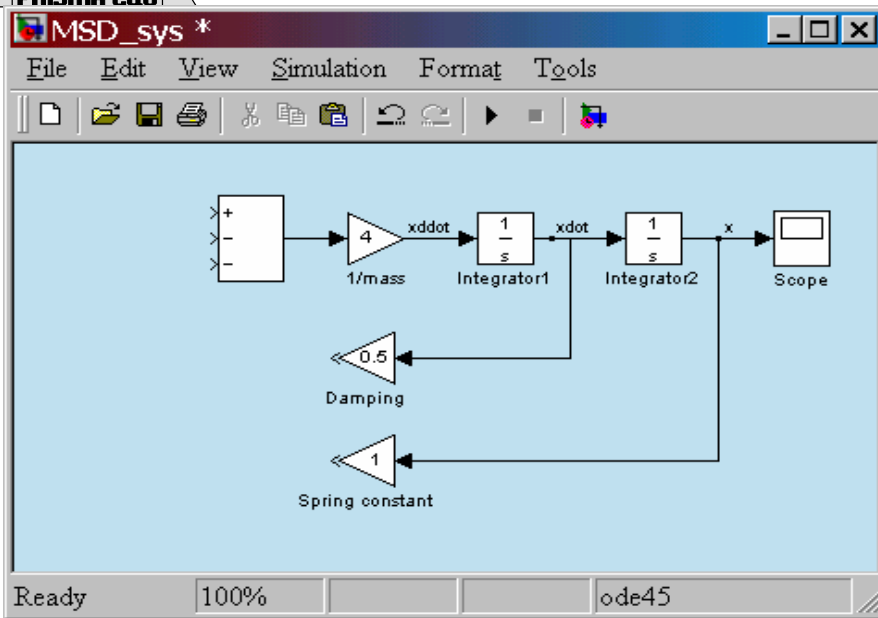 MSD_sys *
File Edit View Simulation Format Tools
+
−
−
4
1/mass
xddot
1
s
Integrator1
xdot
1
s
Integrator2
x
Scope
0.5
Damping
1
Spring constant
Ready 100% ode45